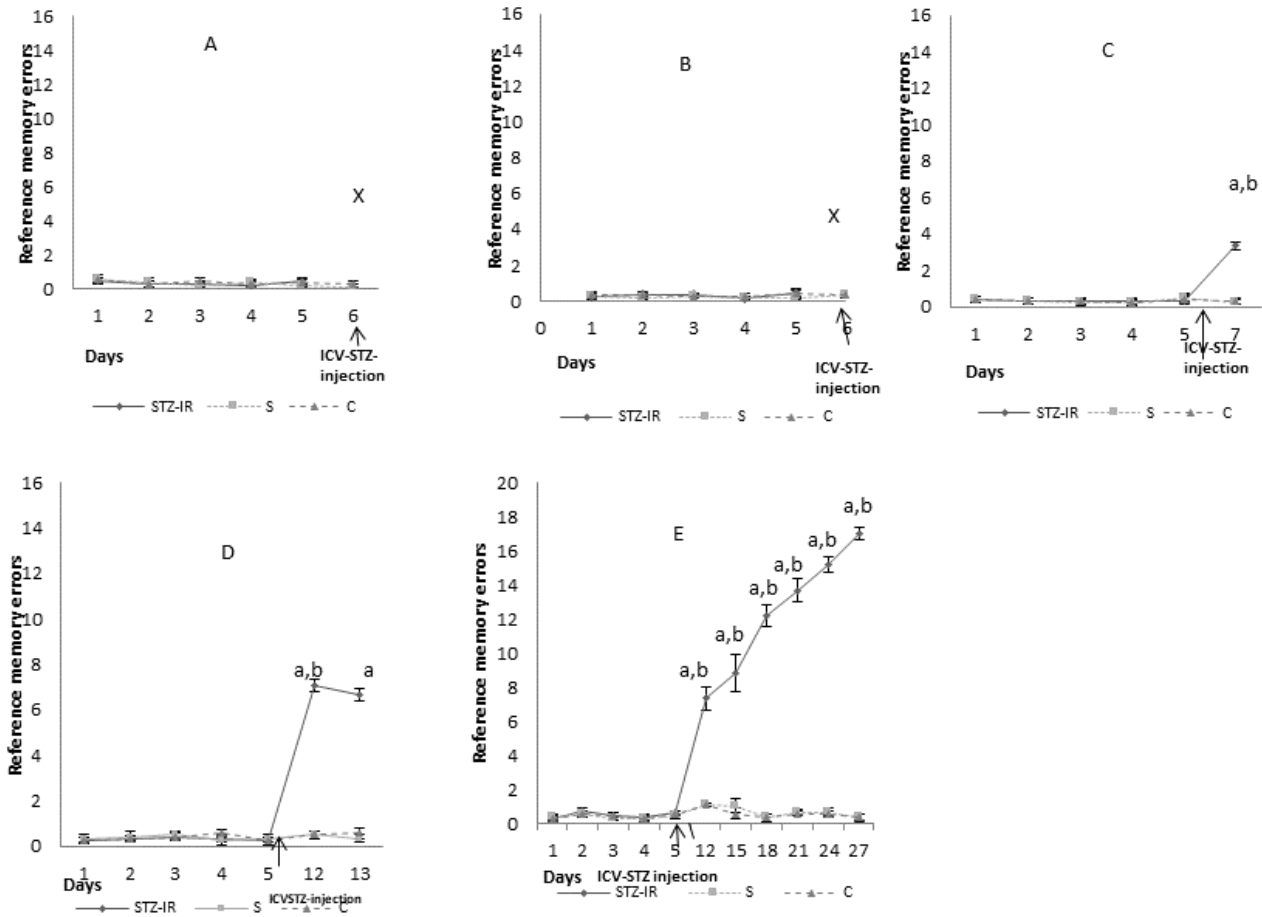 16
14
12
10
8
6
4
2
0
Reference memory errors
A
X
1 2 3 4 5 6
Days
ICV-STZ-
injection
STZ-IR S C
16
14
12
10
8
6
4
2
0
Reference memory errors
B
X
0 1 2 3 4 5 6
Days
ICV-STZ-
injection
STZ-IR S C
16
14
12
10
8
6
4
2
0
Reference memory errors
C
a,b
1 2 3 4 5 7
Days
ICV-STZ-
injection
STZ-IR S C
16
14
12
10
8
6
4
2
0
Reference memory errors
D
a,b a
1 2 3 4 5 12 13
Days
ICVSTZ-injection
STZ-IR S C
20
18
16
14
12
10
8
6
4
2
0
Reference memory errors
E
a,b
a,b
a,b
a,b
a,b
a,b
1 2 3 4 5 12 15 18 21 24 27
Days ICV-STZ injection
STZ-IR S C